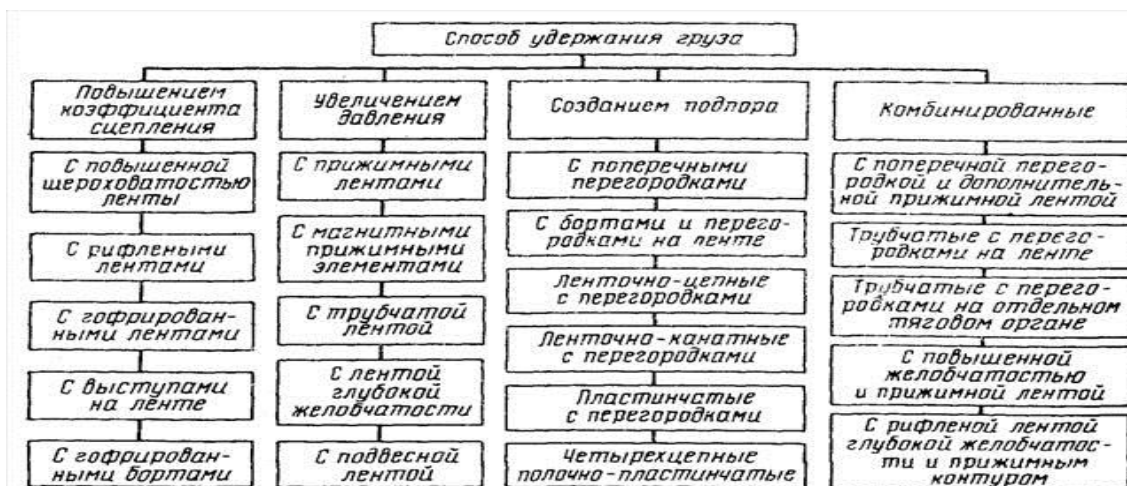 Способ удержания груза
Повышением
коэффициента
сцепления
С повышенной
шероховатостью
ленты
С рифлеными
лентами
С гофрирован-
ными лентами
С выступами
на ленте
С гофрирован-
ными бортами
Увеличением
давления
С прижимными
лентами
С магнитными
прижимными
элементами
С трубчатой
лентой
С лентой
глубокой
желобчатости
С подвесной
лентой
Созданием подпора
С поперечными
перегородками
С бортами и перего-
родками на ленте
Ленточно-цепные
с перегородками
Ленточно-канатные
с перегородками
Пластинчатые
с перегородками
Четырехцепные
полочно-пластинчатые
Комбинированные
С поперечной перего-
родкой и дополнитель-
ной прижимной лентой
Трубчатые с перего-
родками на ленте
Трубчатые с перего-
родками на отдельном
тяговом органе
С повышенной
желобчатостью
и прижимной лентой
С рифленой лентой
глубокой желобчатос-
ти и прижимным
контуром